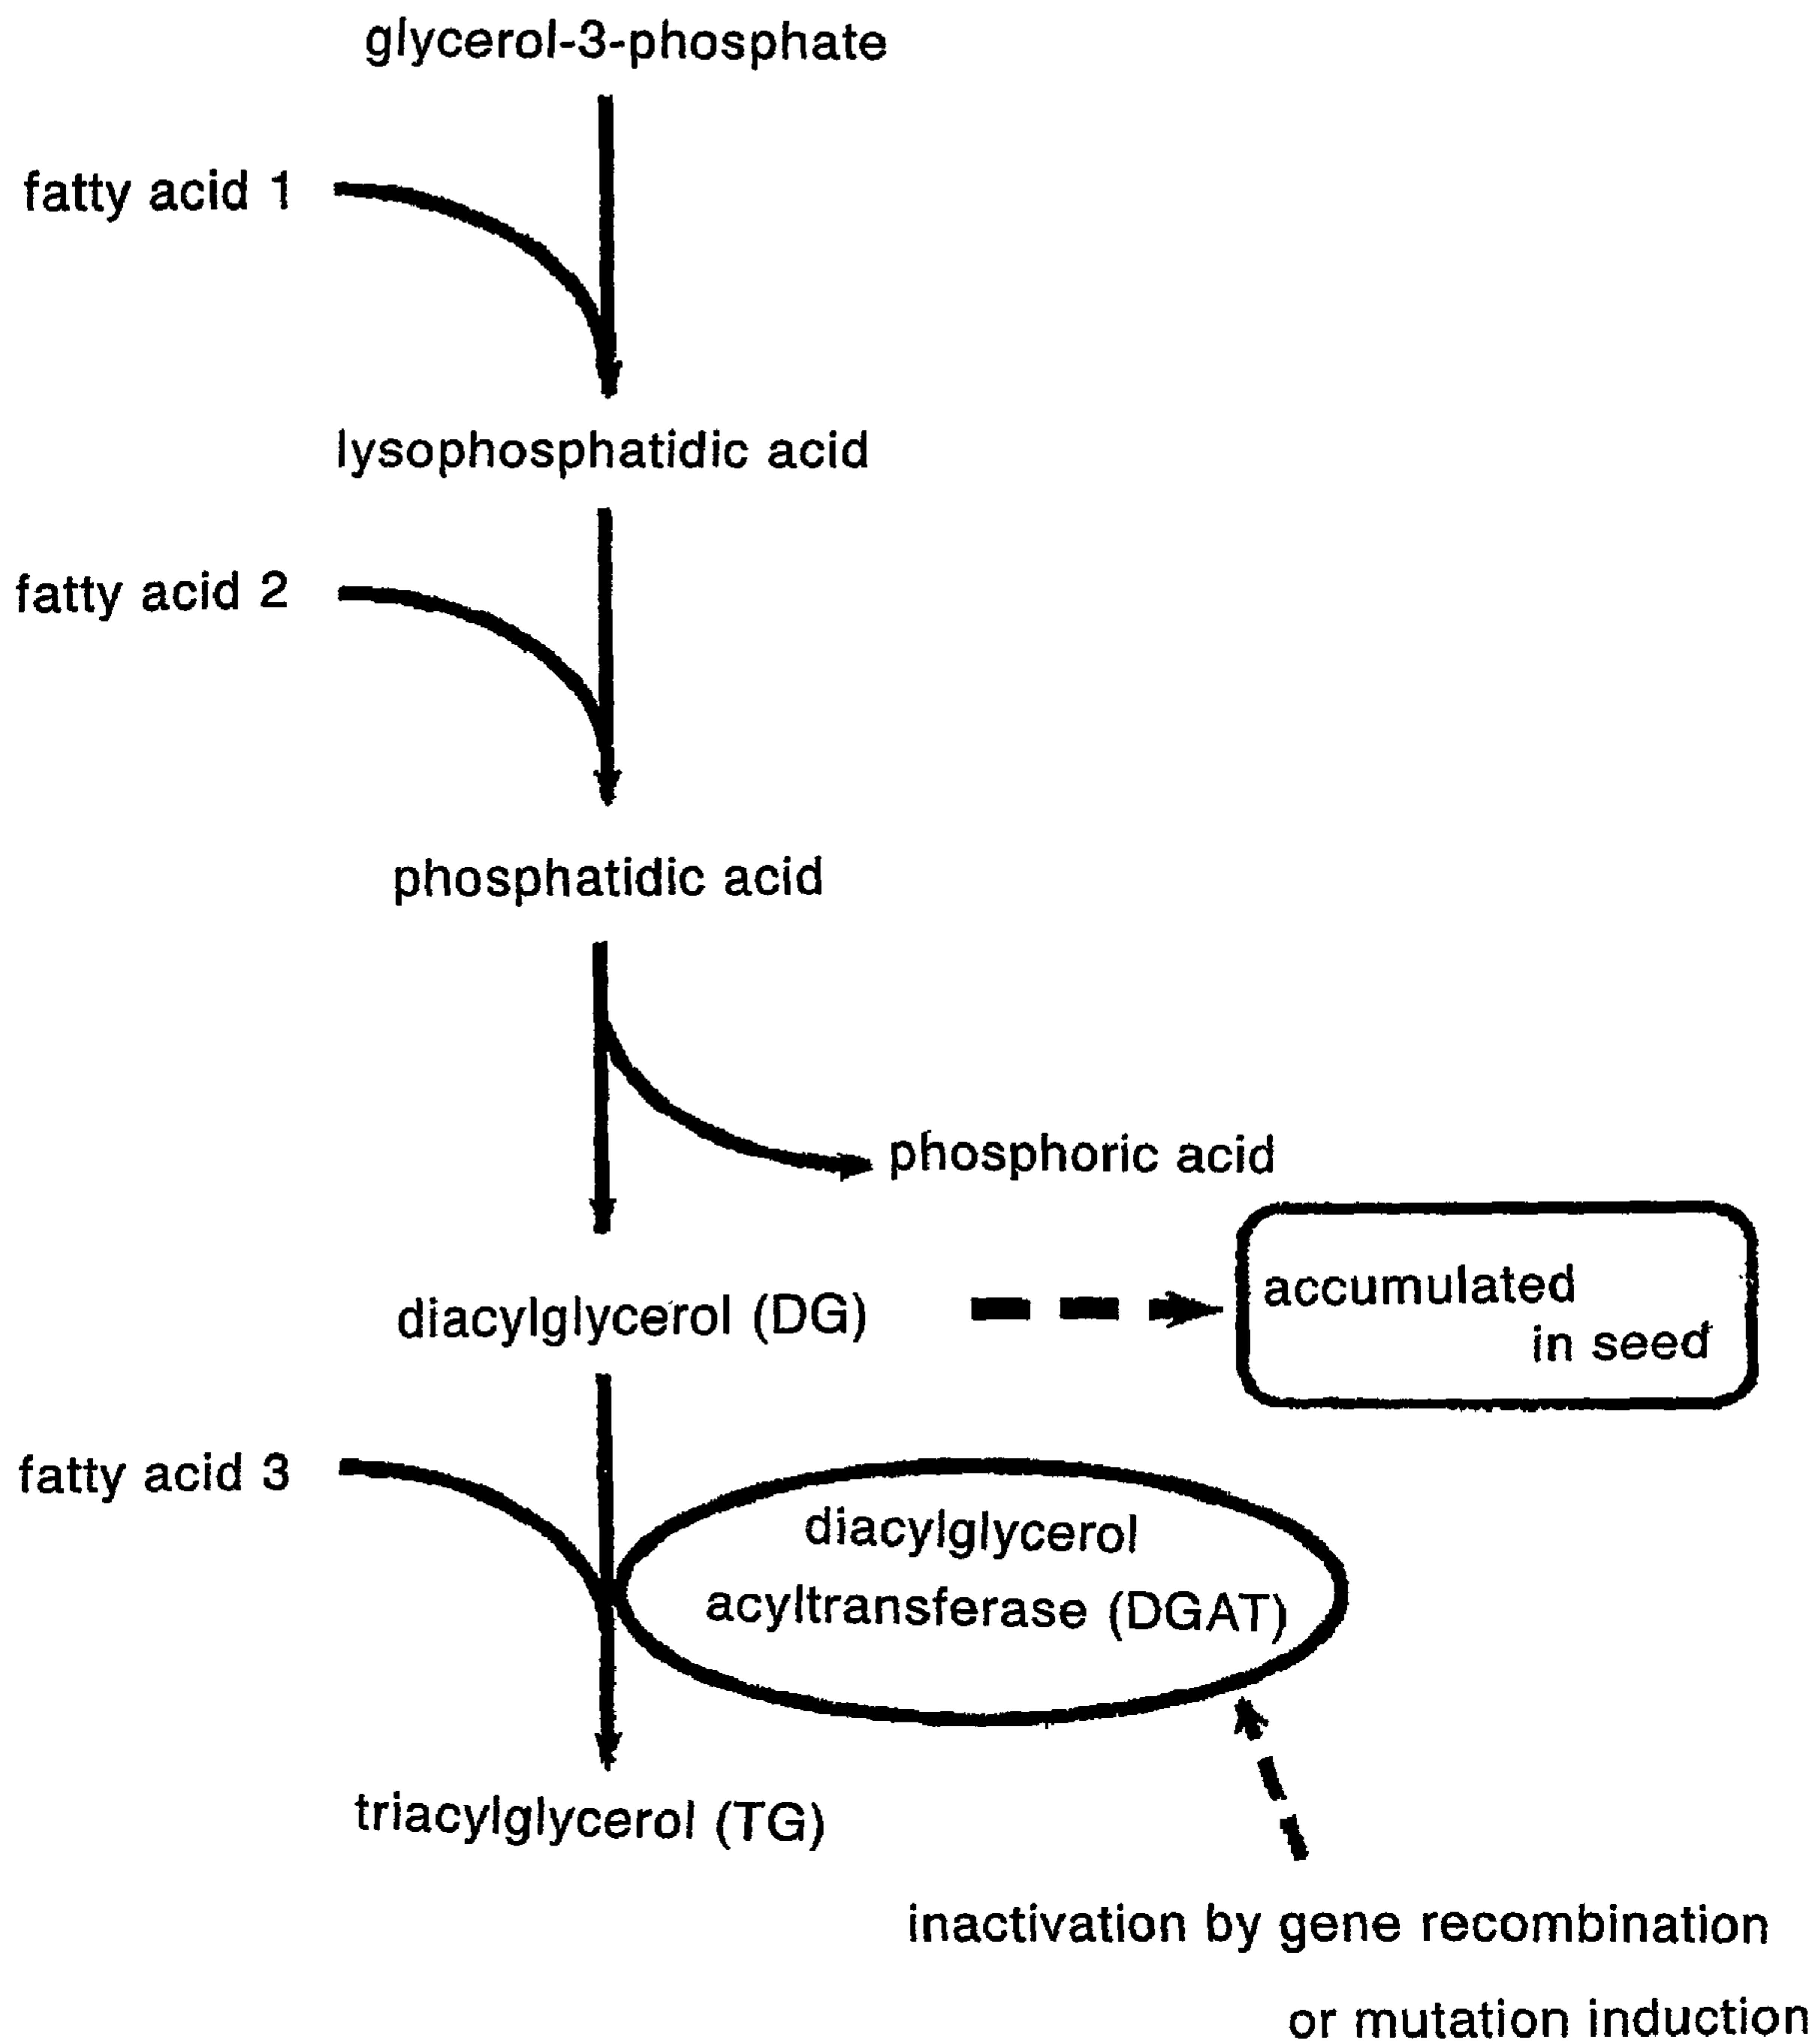 glycerol-3-phosphate
fatty acid 1
lysophosphatidic acid
fatty acid 2
phosphatidic acid
phosphoric acid
accumulated
in seed
diacylglycerol (DG)
fatty acid 3
diacylglycerol
acyltransferase (DGAT)
triacylglycerol (TG)
inactivation by gene recombination
or mutation induction